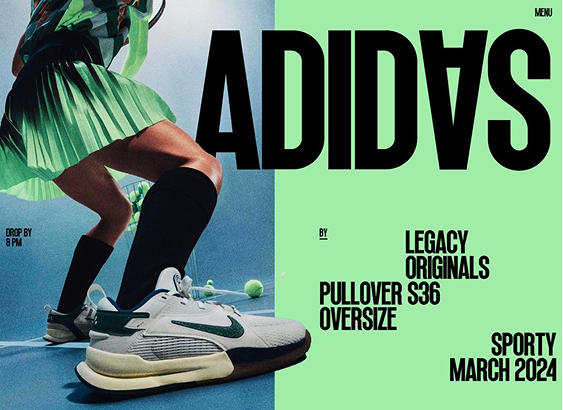 MENU
ADIDAS
DROP BY
8 PM
BY
LEGACY
ORIGINALS
PULLOVER S36
OVERSIZE
SPORTY
MARCH 2024